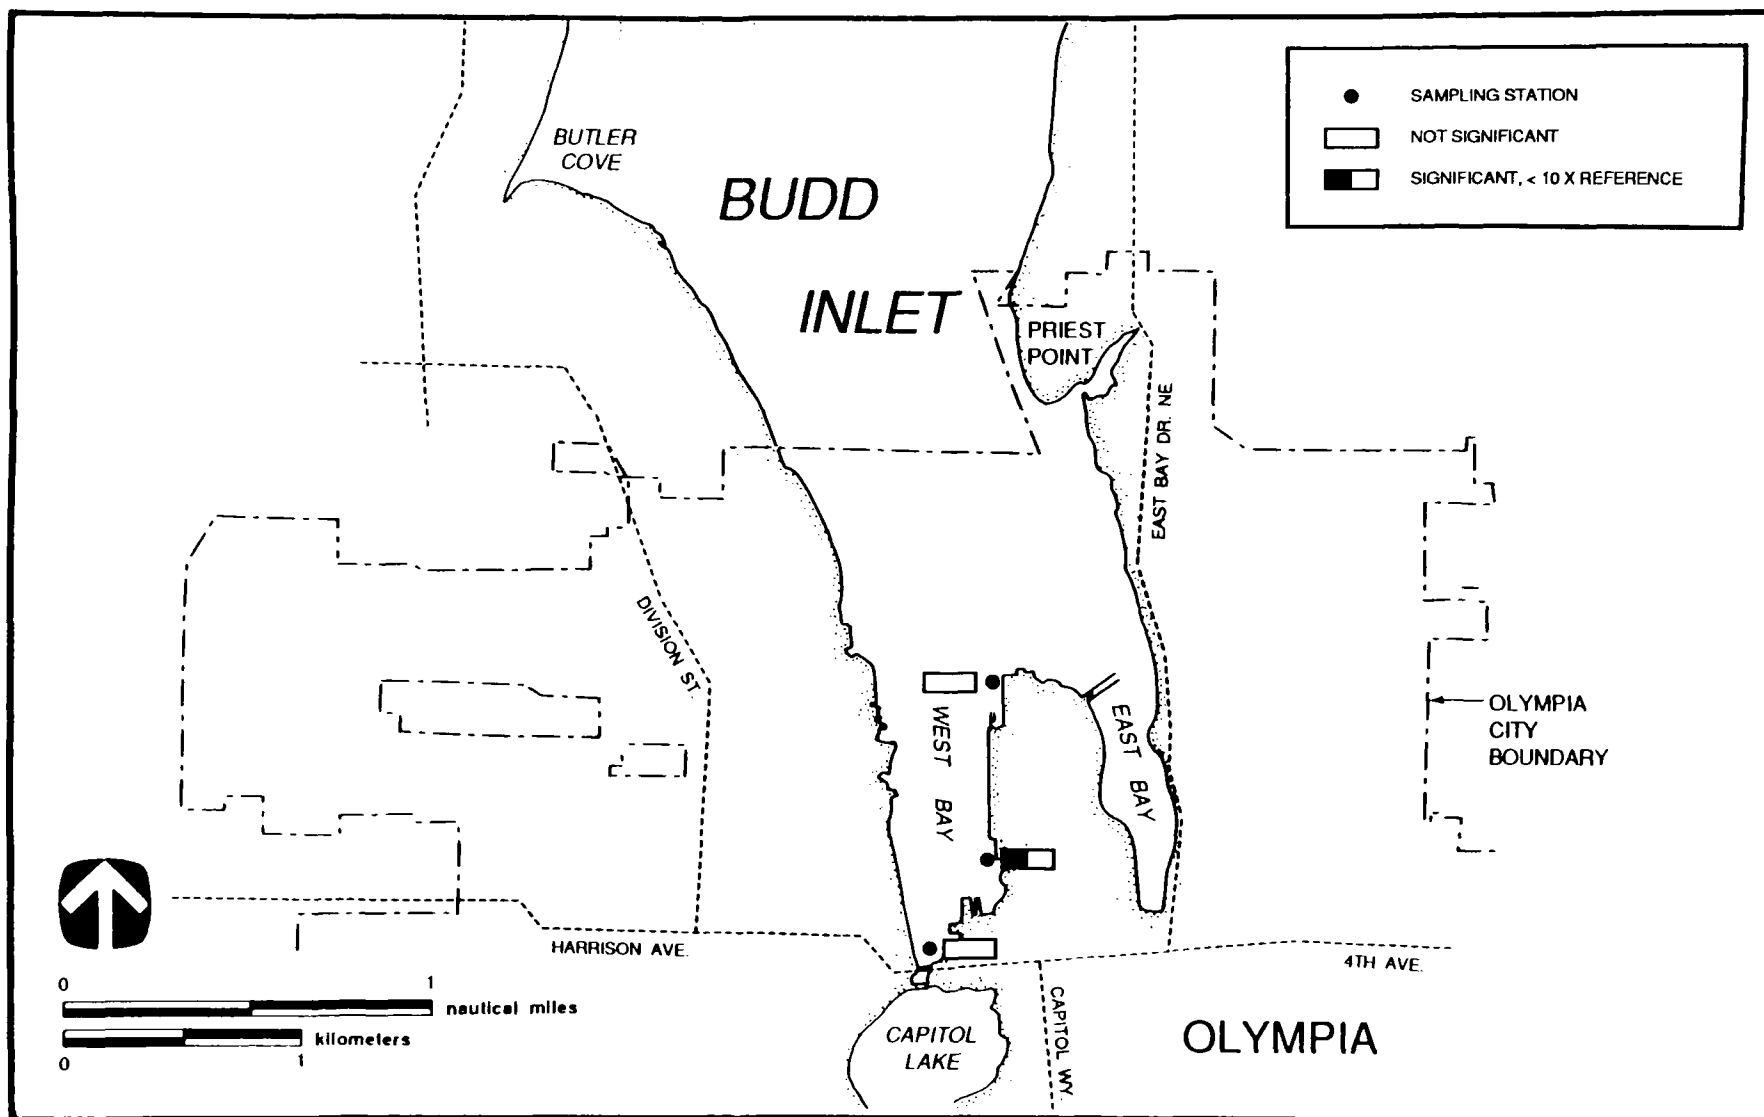 SAMPLING STATION
NOT SIGNIFICANT
SIGNIFICANT, < 10 X REFERENCE
BUTLER
COVE
BUDD
INLET
PRIEST
POINT
EAST BAY DR. NE
DIVISION ST.
WEST BAY
EAST BAY
OLYMPIA
CITY
BOUNDARY
HARRISON AVE.
4TH AVE.
0 1
nautical miles
kilometers
0 1
CAPITOL
LAKE
CAPITOL WY
OLYMPIA